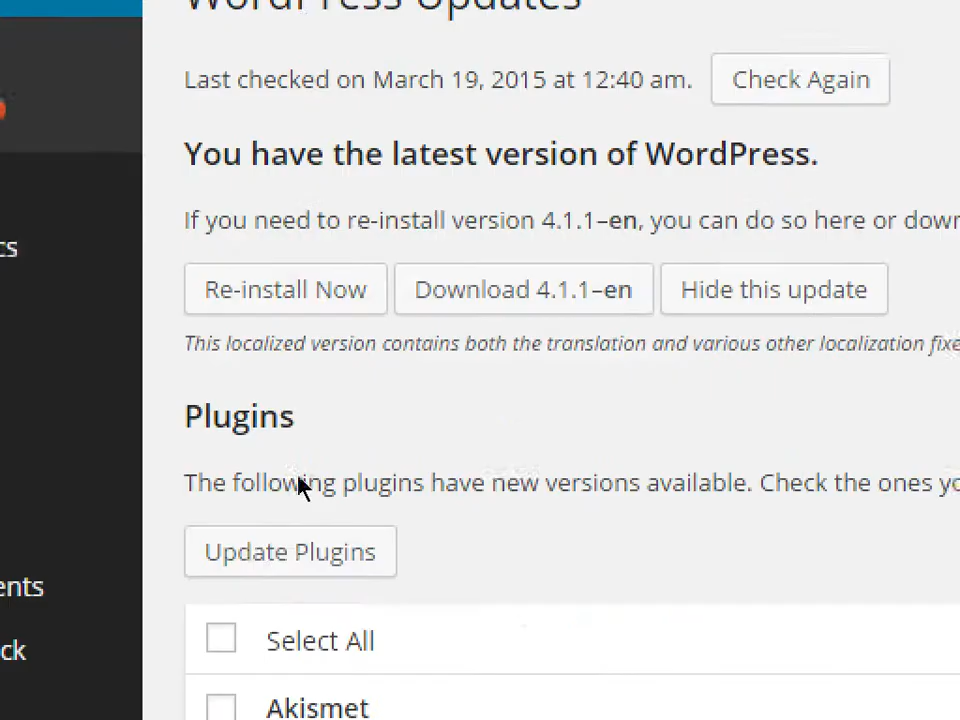 WordPress Updates
Last checked on March 19, 2015 at 12:40 am.
Check Again
You have the latest version of WordPress.
If you need to re-install version 4.1.1–en, you can do so here or down
Re-install Now
Download 4.1.1–en
Hide this update
This localized version contains both the translation and various other localization fixe
cs
Plugins
The following plugins have new versions available. Check the ones yo
Update Plugins
ents
Select All
ck
Akismet